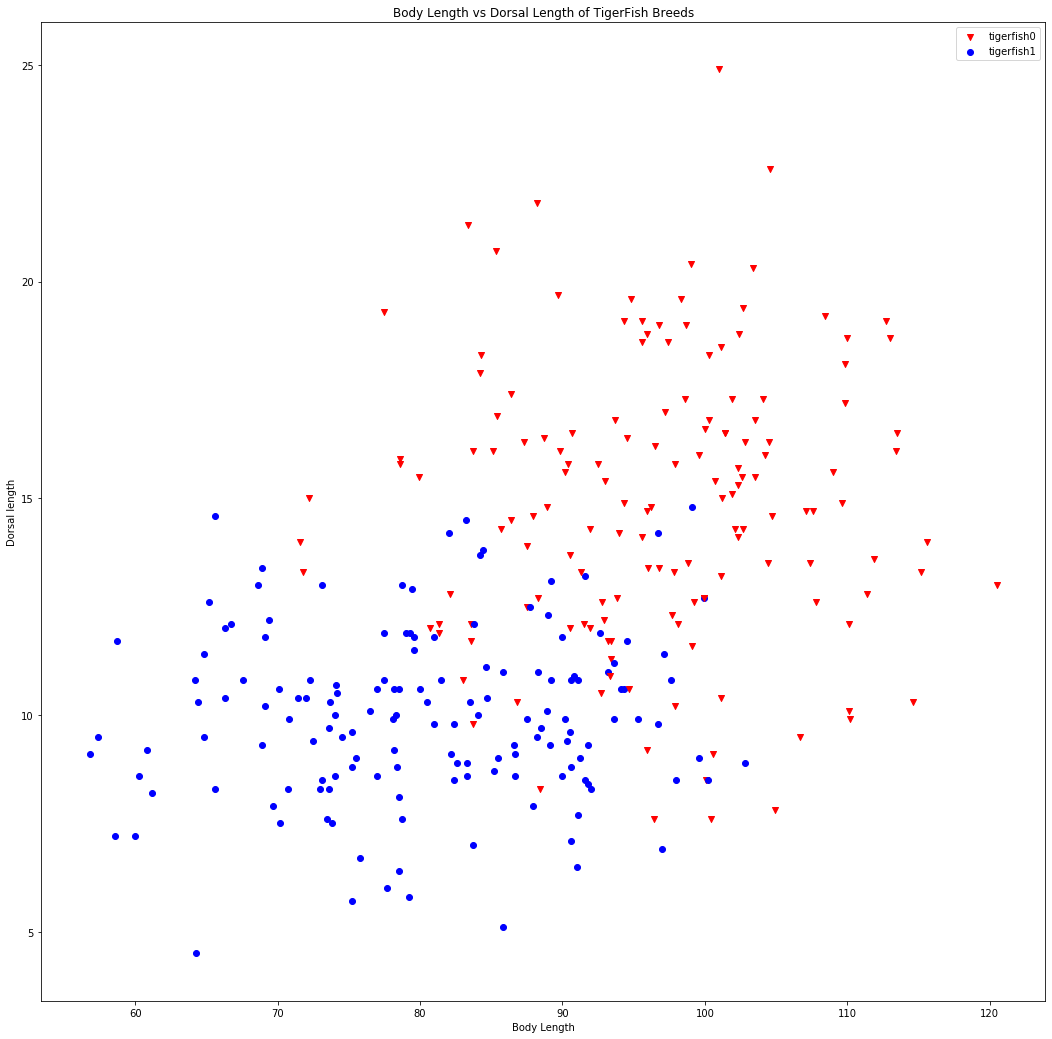 Body Length vs Dorsal Length of TigerFish Breeds
tigerfish0
tigerfish1
25
20
15
10
5
Dorsal length
60 70 80 90 100 110 120
Body Length